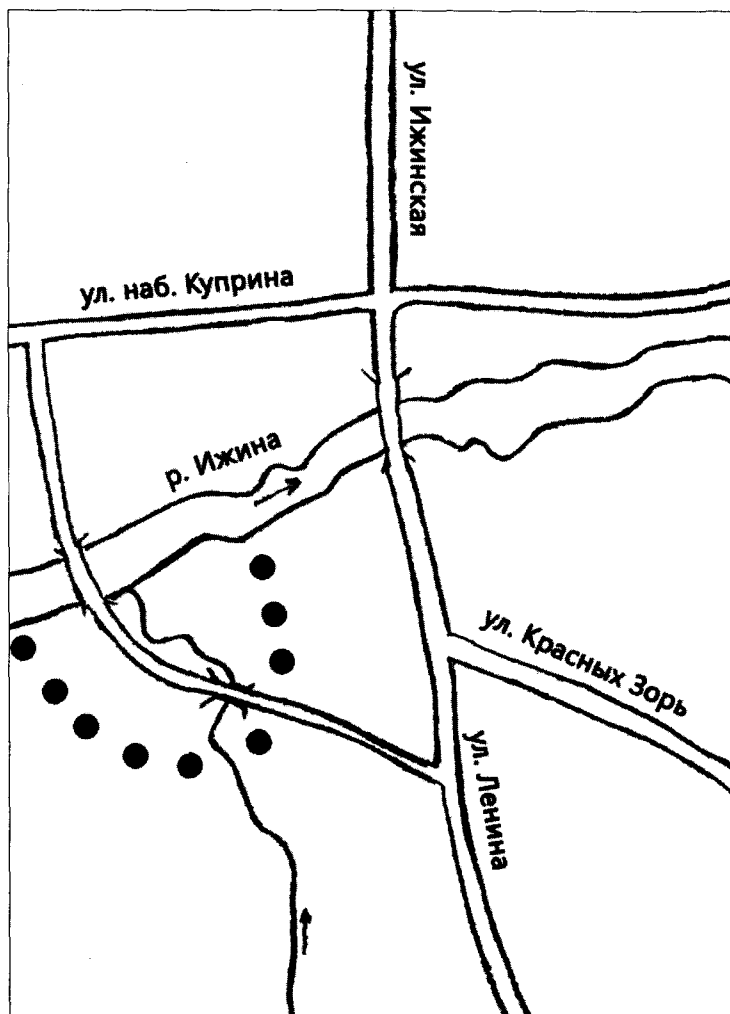 ул. Ижинская
ул. наб. Куприна
р. Ижина
ул. Красных Зорь
ул. Ленина